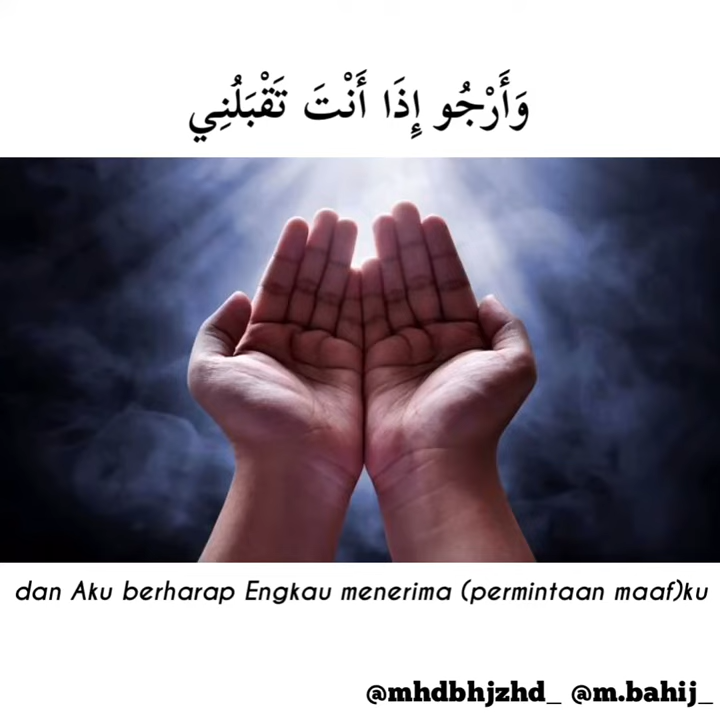 وَأَرْجُو إِذَا أَنْتَ تَقْبَلُنِي
dan Aku berharap Engkau menerima (permintaan maaf)ku
@mhdbhjzhd_ @m.bahij_